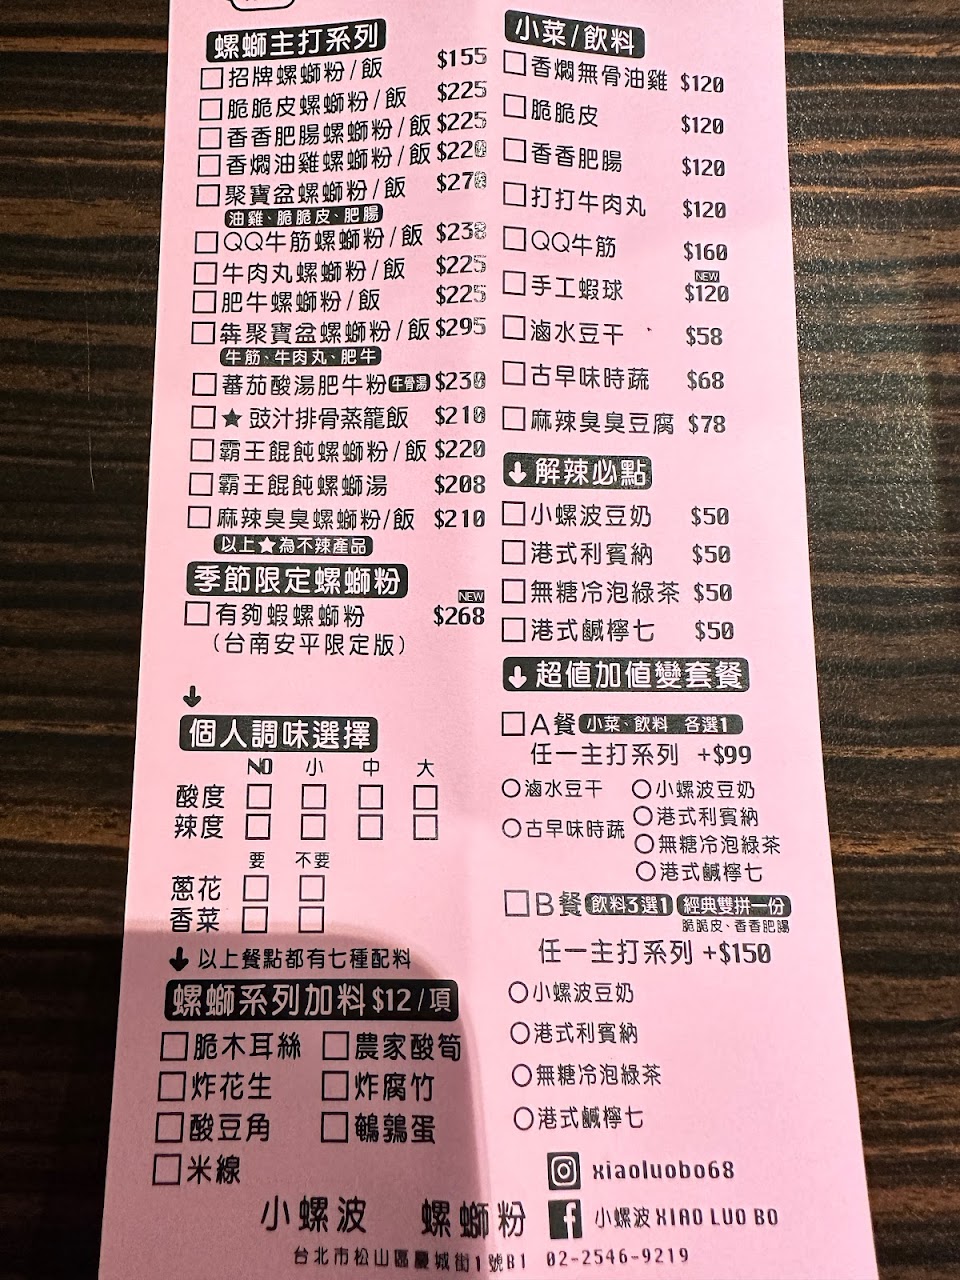 螺螄主打系列
招牌螺螄粉/飯 $155
脆脆皮螺螄粉/飯 $225
香香肥腸螺螄粉/飯 $225
香燜油雞螺螄粉/飯 $220
聚寶盆螺螄粉/飯 $270
油雞、脆脆皮、肥腸
QQ牛筋螺螄粉/飯 $238
牛肉丸螺螄粉/飯 $225
肥牛螺螄粉/飯 $225
犇聚寶盆螺螄粉/飯 $295
牛筋、牛肉丸、肥牛
蕃茄酸湯肥牛粉 牛骨湯 $230
★豉汁排骨蒸籠飯 $210
霸王餛飩螺螄粉/飯 $220
霸王餛飩螺螄湯 $208
麻辣臭臭螺螄粉/飯 $210
以上★為不辣產品
季節限定螺螄粉
NEW
有夠蝦螺螄粉 $268
(台南安平限定版)
↓
個人調味選擇
NO 小 中 大
酸度
辣度
要 不要
蔥花
香菜
↓以上餐點都有七種配料
螺螄系列加料$12/項
脆木耳絲 農家酸筍
炸花生 炸腐竹
酸豆角 鵪鶉蛋
米線
小菜/飲料
香燜無骨油雞 $120
脆脆皮 $120
香香肥腸 $120
打打牛肉丸 $120
QQ牛筋 $160
NEW
手工蝦球 $120
滷水豆干 $58
古早味時蔬 $68
麻辣臭臭豆腐 $78
↓解辣必點
小螺波豆奶 $50
港式利賓納 $50
無糖冷泡綠茶 $50
港式鹹檸七 $50
↓超值加值變套餐
A餐 小菜、飲料 各選1
任一主打系列 +$99
滷水豆干 小螺波豆奶
港式利賓納
古早味時蔬
無糖冷泡綠茶
港式鹹檸七
B餐 飲料3選1 經典雙拼一份
脆脆皮、香香肥腸
任一主打系列 +$150
小螺波豆奶
港式利賓納
無糖冷泡綠茶
港式鹹檸七
xiaoluobo68
小螺波 XIAO LUO BO
小螺波 螺螄粉
台北市松山區慶城街1號B1 02-2546-9219